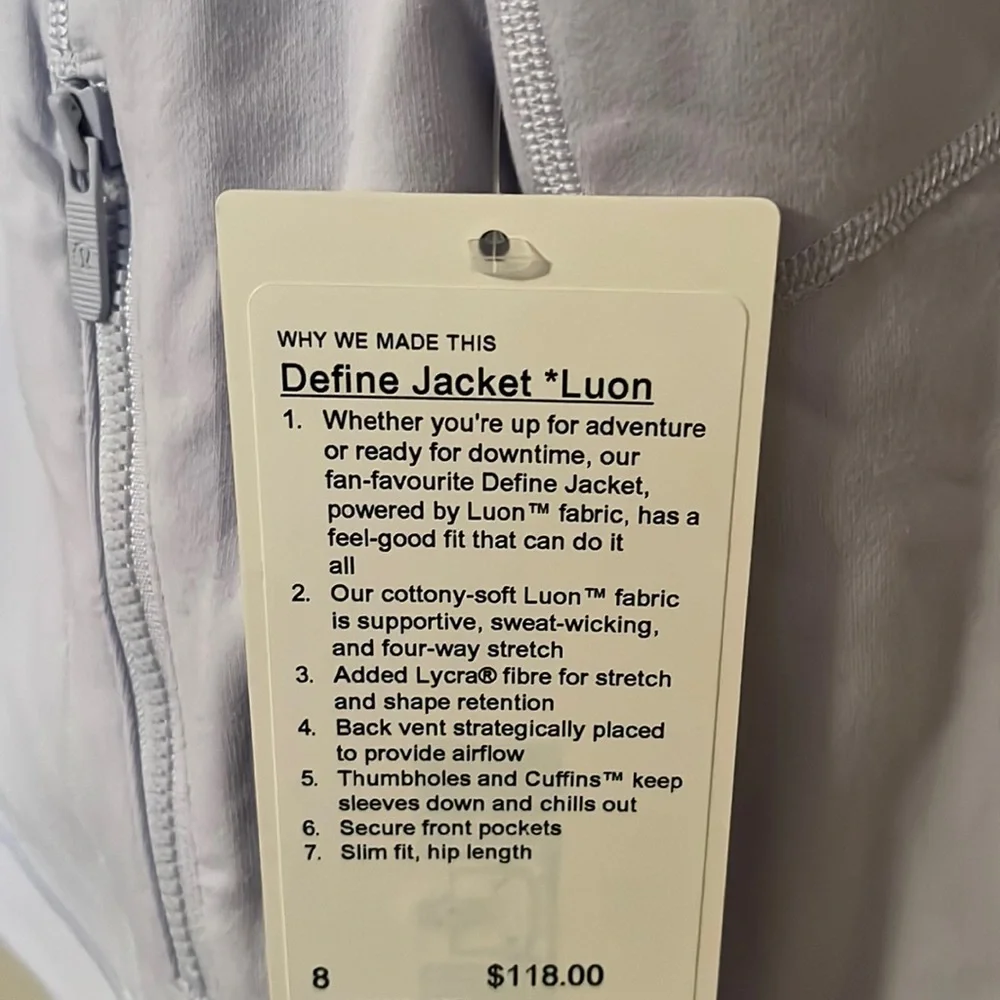 WHY WE MADE THIS
Define Jacket *Luon
1. Whether you're up for adventure
or ready for downtime, our
fan-favourite Define Jacket,
powered by Luon™ fabric, has a
feel-good fit that can do it
all
2. Our cottony-soft Luon™ fabric
is supportive, sweat-wicking,
and four-way stretch
3. Added Lycra® fibre for stretch
and shape retention
4. Back vent strategically placed
to provide airflow
5. Thumbholes and Cuffins™ keep
sleeves down and chills out
6. Secure front pockets
7. Slim fit, hip length
8 $118.00